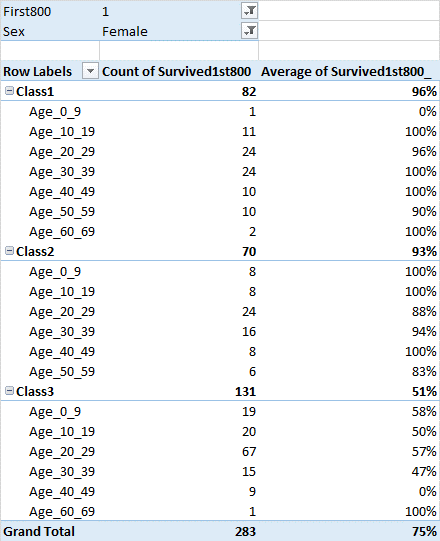 First800 1
Sex Female
Row Labels Count of Survived1st800 Average of Survived1st800_
Class1 82 96%
Age_0_9 1 0%
Age_10_19 11 100%
Age_20_29 24 96%
Age_30_39 24 100%
Age_40_49 10 100%
Age_50_59 10 90%
Age_60_69 2 100%
Class2 70 93%
Age_0_9 8 100%
Age_10_19 8 100%
Age_20_29 24 88%
Age_30_39 16 94%
Age_40_49 8 100%
Age_50_59 6 83%
Class3 131 51%
Age_0_9 19 58%
Age_10_19 20 50%
Age_20_29 67 57%
Age_30_39 15 47%
Age_40_49 9 0%
Age_60_69 1 100%
Grand Total 283 75%